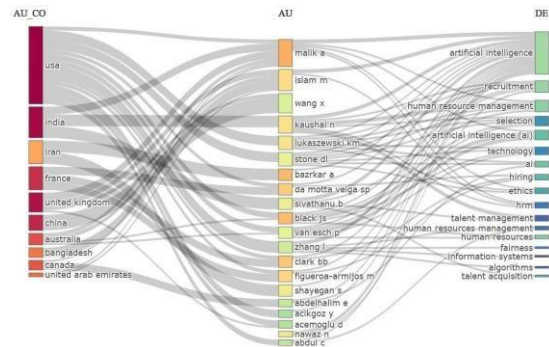 AU_CO
AU
DE
usa
india
iran
france
united kingdom
china
australia
bangladesh
canada
united arab emirates
malik a
islam m
wang x
kaushal n
lukaszewski km
stone dl
bazrkar a
da motta veiga sp
sivathanu b
black js
van esch p
zhang l
clark bb
figueroa-armijos m
shayegan s
abdelhalim e
acikgoz y
acemoglu d
nawaz n
abdul c
artificial intelligence
recruitment
human resource management
selection
artificial intelligence (ai)
technology
ai
hiring
ethics
hrm
talent management
human resources management
human resources
fairness
information systems
algorithms
talent acquisition